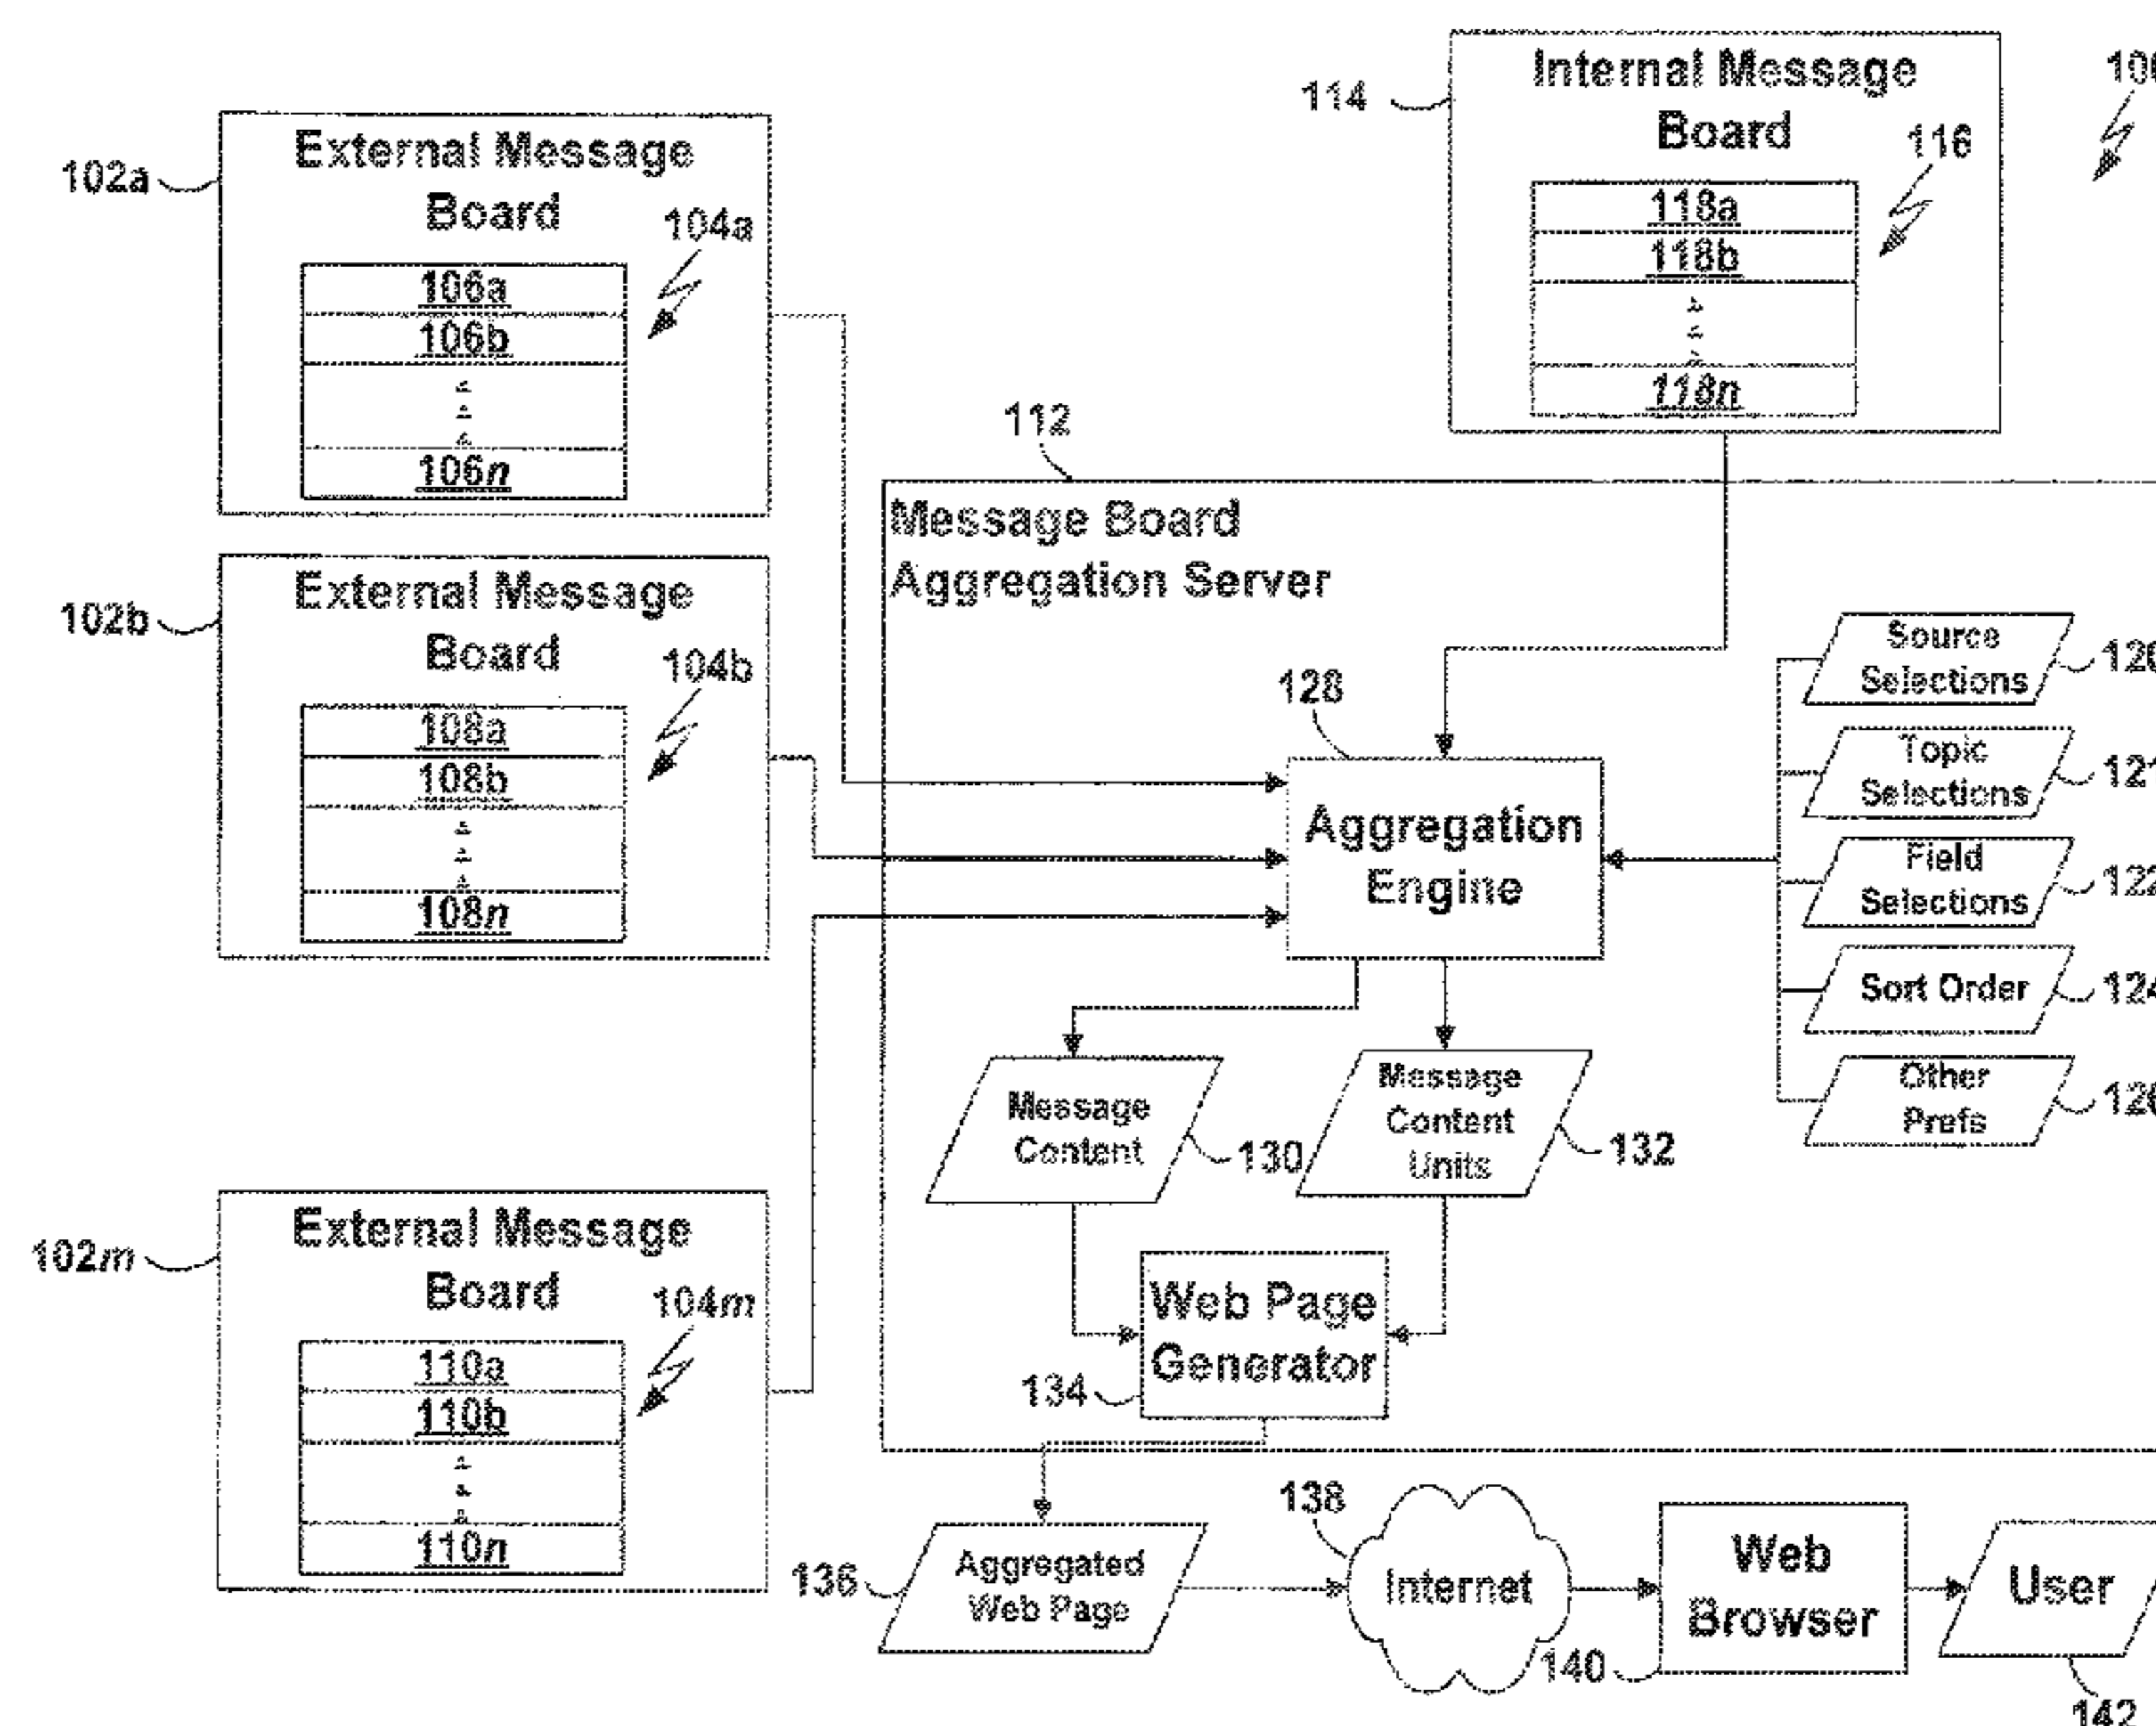 Internal Message
Board
114
116
118a
118b
118n
External Message
Board
102a
104a
106a
106b
106n
112
Message Board
Aggregation Server
External Message
Board
102b
104b
108a
108b
108n
128
Aggregation
Engine
Source
Selections
Topic
Selections
Field
Selections
Sort Order
Other
Prefs
Message
Content
130
Message
Content
Units
132
External Message
Board
102m
104m
110a
110b
110n
Web Page
Generator
134
136
Aggregated
Web Page
138
Internet
140
Web
Browser
User
142